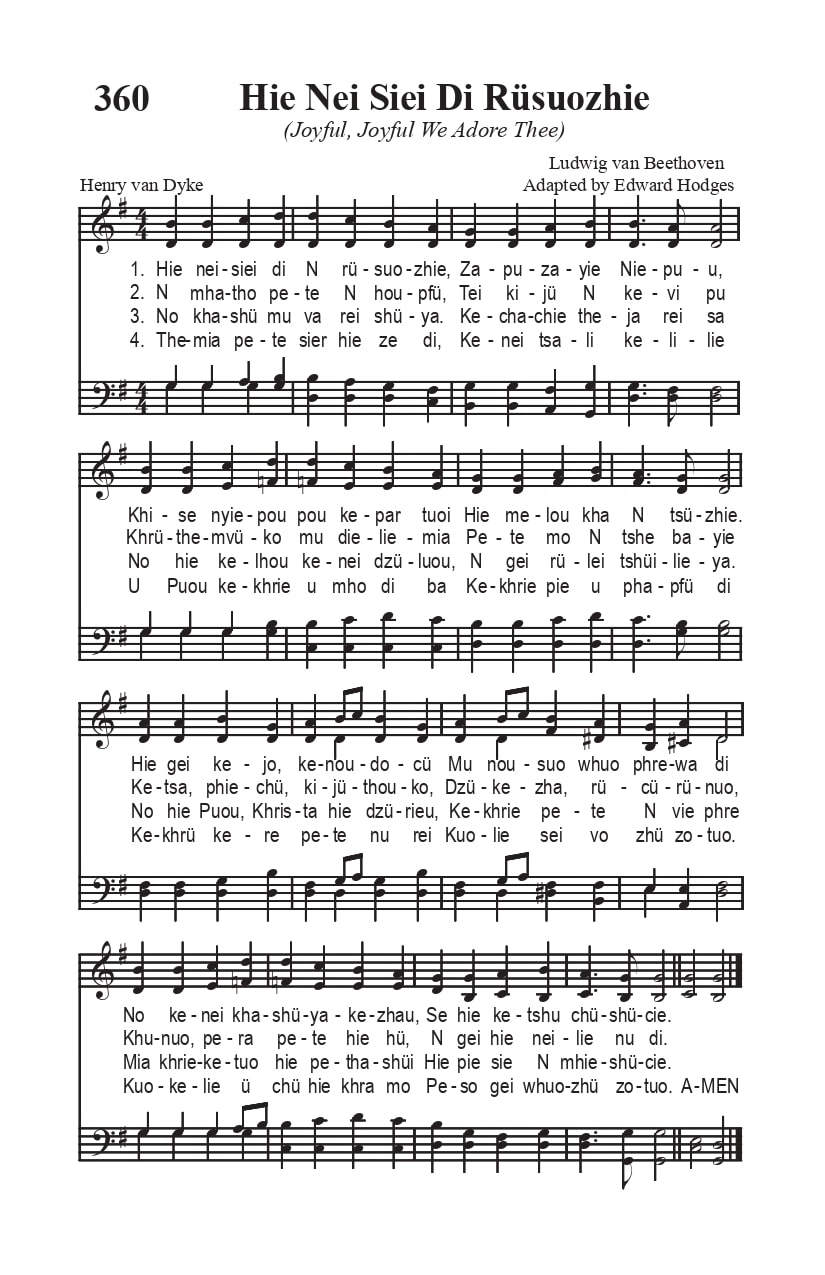 360 Hie Nei Siei Di Rüsuozhie
(Joyful, Joyful We Adore Thee)
Ludwig van Beethoven
Henry van Dyke Adapted by Edward Hodges
1. Hie nei-siei di N rü-suo-zhie, Za-pu-za-yie Nie-pu-u,
2. N mha-tho pe-te N hou-pfü, Tei ki-jü N ke-vi pu
3. No kha-shü mu va rei shü-ya. Ke-cha-chie the-ja rei sa
4. The-mia pe-te sier hie ze di, Ke-nei tsa-li ke-li-lie
Khi-se nyie-pou pou ke-par tuoi Hie me-lou kha N tsü-zhie.
Khrü-the-mvü-ko mu die-lie-mia Pe-te mo N tshe ba-yie
No hie ke-lhou ke-nei dzü-luou, N gei rü-lei tshüi-lie-ya.
U Puou ke-khrie u mho di ba Ke-khrie pie u pha-pfü di
Hie gei ke-jo, ke-nou-do-cü Mu nou-suo whuo phre-wa di
Ke-tsa, phie-chü, ki-jü-thou-ko, Dzü-ke-zha, rü-cü-rü-nuo,
No hie Puou, Khris-ta hie dzü-rieu, Ke-khrie pe-te N vie phre
Ke-khrü ke-re pe-te nu rei Kuo-lie sei vo zhü zo-tuo.
No ke-nei kha-shü-ya-ke-zhau, Se hie ke-tshu chü-shü-cie.
Khu-nuo, pe-ra pe-te hie hü, N gei hie nei-lie nu di.
Mia khrie-ke-tuo hie pe-tha-shüi Hie pie sie N mhie-shü-cie.
Kuo-ke-lie ü chü hie khra mo Pe-so gei whuo-zhü zo-tuo. A-MEN